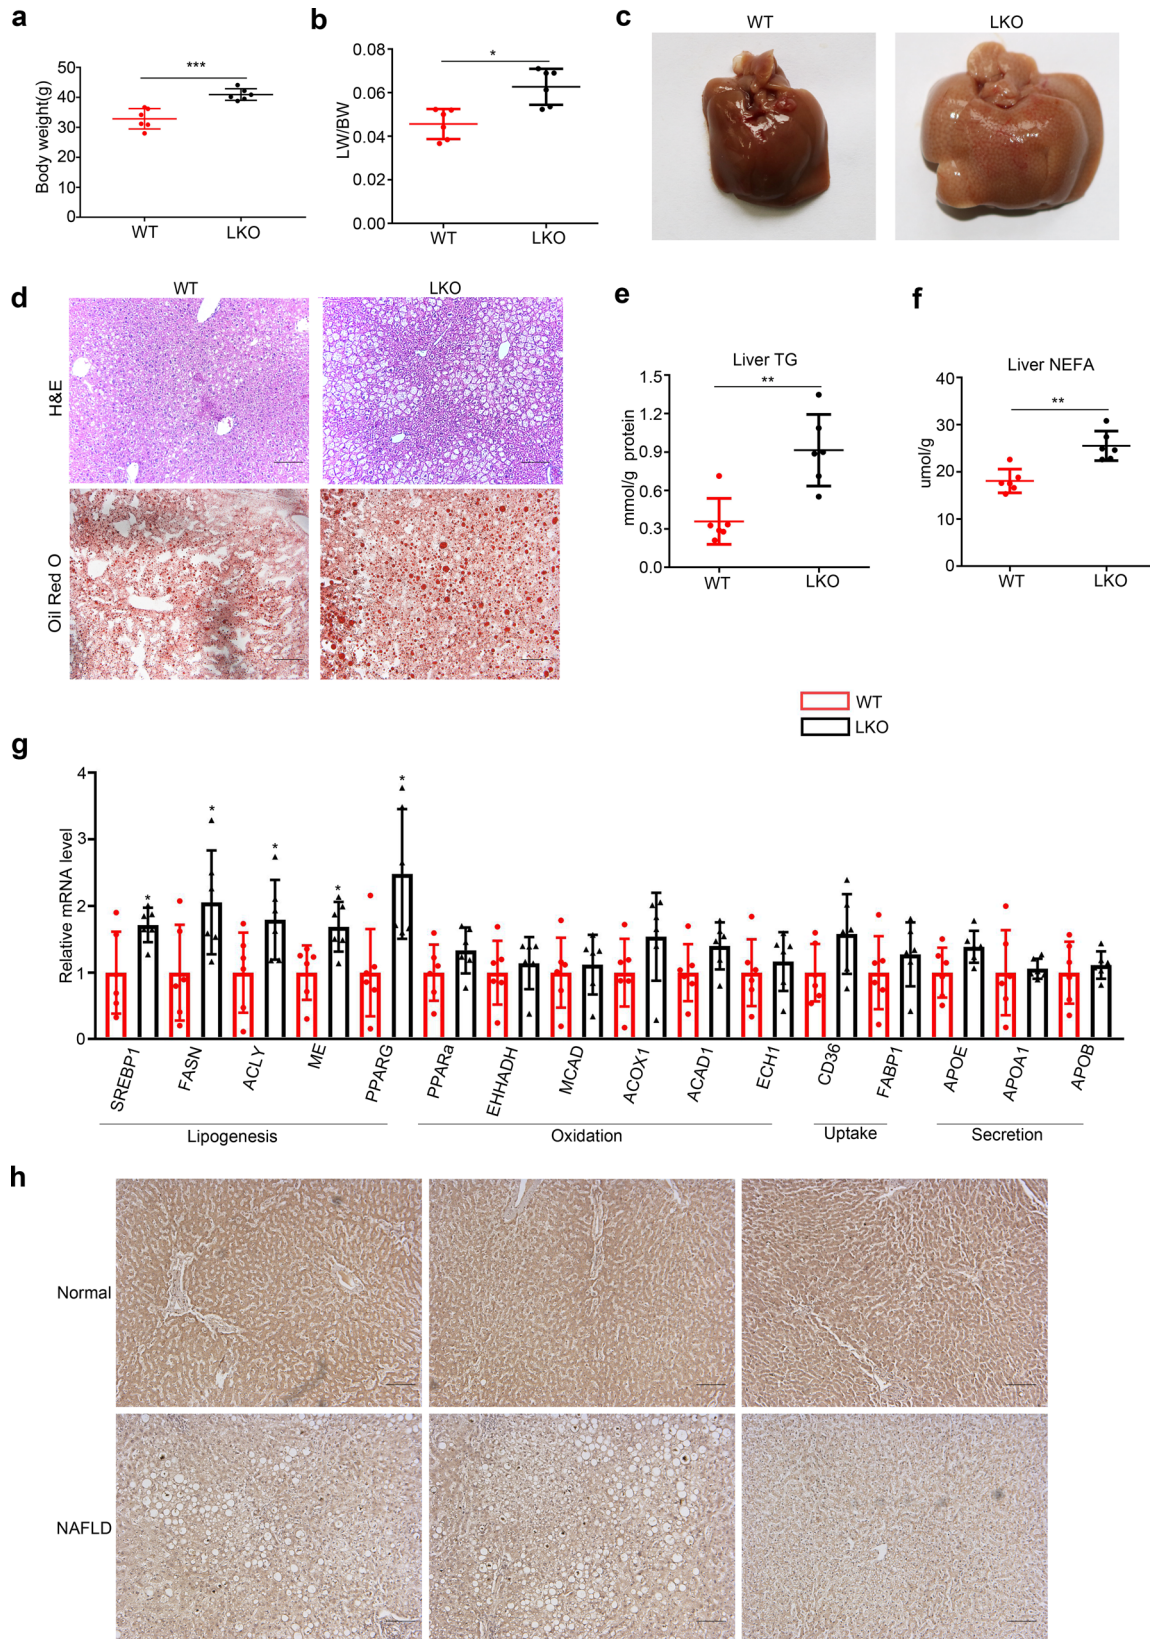 a
Body weight(g)
50
40
30
20
10
0
***
WT
LKO
b
LW/BW
0.08
0.06
0.04
0.02
0.00
*
WT
LKO
c
WT
LKO
d
WT
LKO
H&E
Oil Red O
e
Liver TG
mmol/g protein
1.5
1.2
0.9
0.6
0.3
0.0
**
WT
LKO
f
Liver NEFA
umol/g
40
30
20
10
0
**
WT
LKO
WT
LKO
g
Relative mRNA level
4
3
2
1
0
*
*
*
*
*
SREBP1
FASN
ACLY
ME
PPARG
PPARa
EHHADH
MCAD
ACOX1
ACAD1
ECH1
CD36
FABP1
APOE
APOA1
APOB
Lipogenesis
Oxidation
Uptake
Secretion
h
Normal
NAFLD